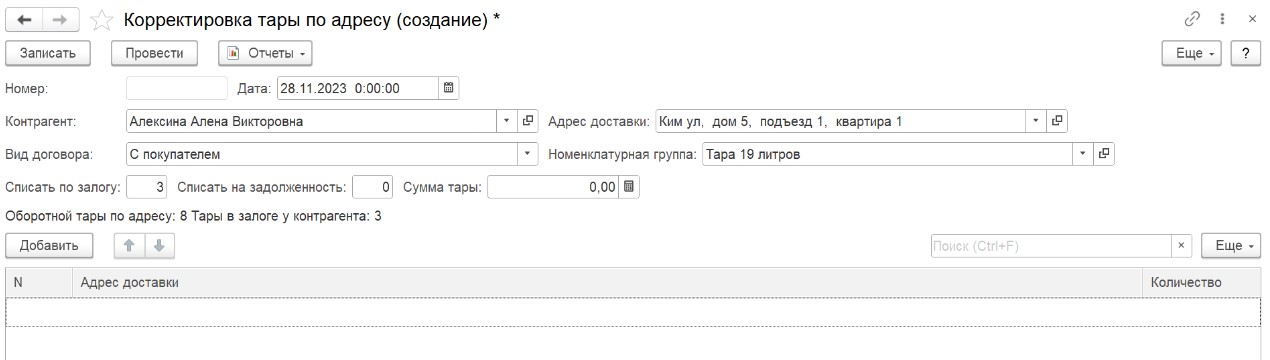 Корректировка тары по адресу (создание) *
Записать Провести Отчеты Еще ?
Номер: Дата: 28.11.2023 0:00:00
Контрагент: Алексина Алена Викторовна Адрес доставки: Ким ул, дом 5, подъезд 1, квартира 1
Вид договора: С покупателем Номенклатурная группа: Тара 19 литров
Списать по залогу: 3 Списать на задолженность: 0 Сумма тары: 0,00
Оборотной тары по адресу: 8 Тары в залоге у контрагента: 3
Добавить Поиск (Ctrl+F) × Еще
N Адрес доставки Количество